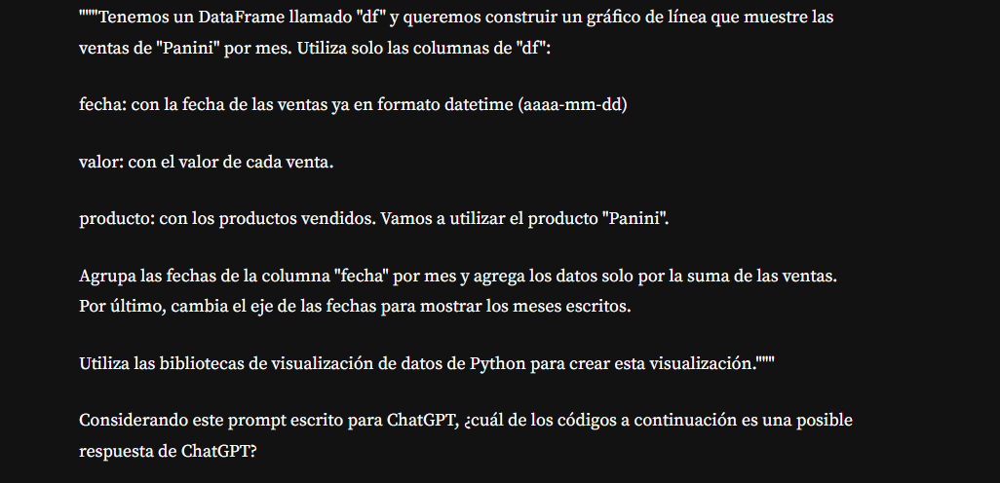 """Tenemos un DataFrame llamado "df" y queremos construir un gráfico de línea que muestre las
ventas de "Panini" por mes. Utiliza solo las columnas de "df":
fecha: con la fecha de las ventas ya en formato datetime (aaaa-mm-dd)
valor: con el valor de cada venta.
producto: con los productos vendidos. Vamos a utilizar el producto "Panini".
Agrupa las fechas de la columna "fecha" por mes y agrega los datos solo por la suma de las ventas.
Por último, cambia el eje de las fechas para mostrar los meses escritos.
Utiliza las bibliotecas de visualización de datos de Python para crear esta visualización."""
Considerando este prompt escrito para ChatGPT, ¿cuál de los códigos a continuación es una posible
respuesta de ChatGPT?